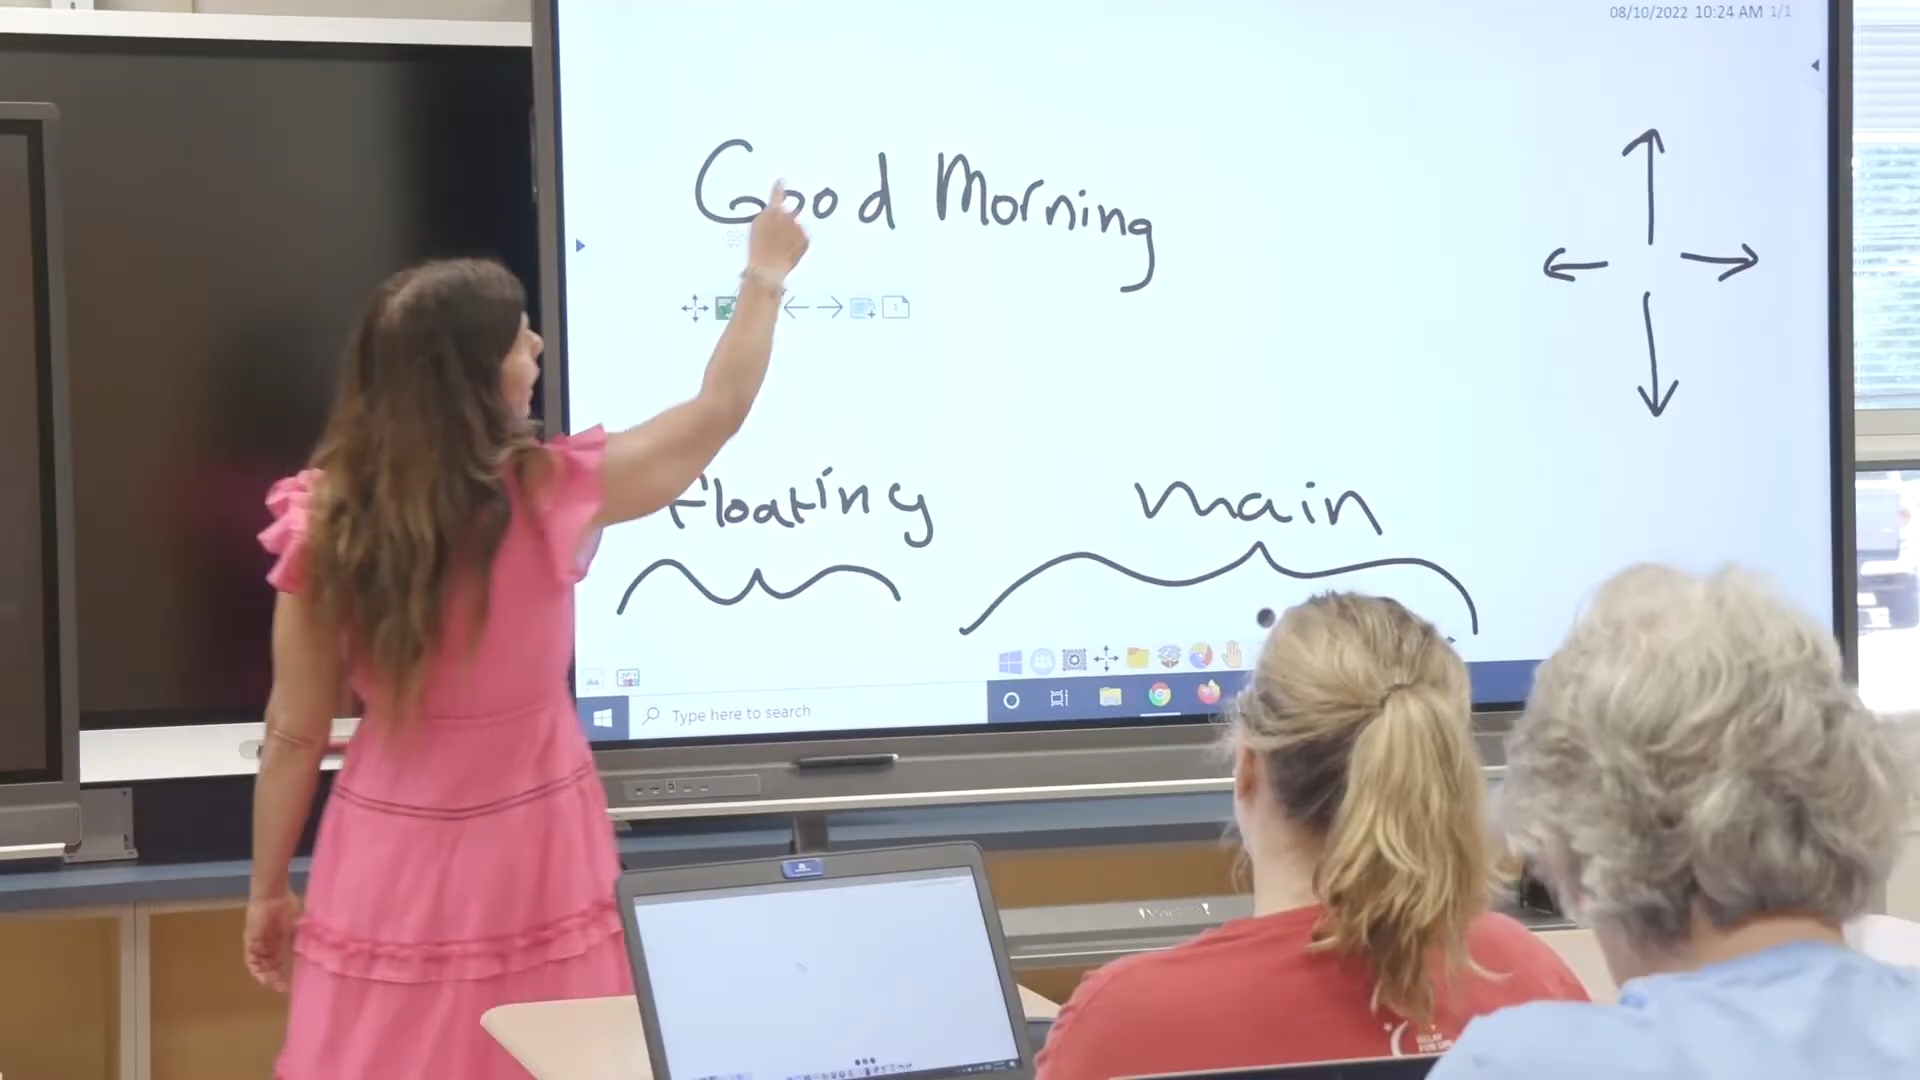 08/10/2022 10:24 AM 1/1
Good Morning
floating main
Type here to search